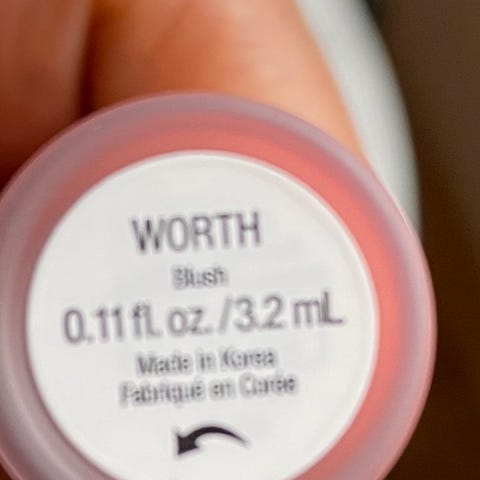 WORTH
Blush
0.11 fl. oz. / 3.2 mL
Made in Korea
Fabriqué en Corée